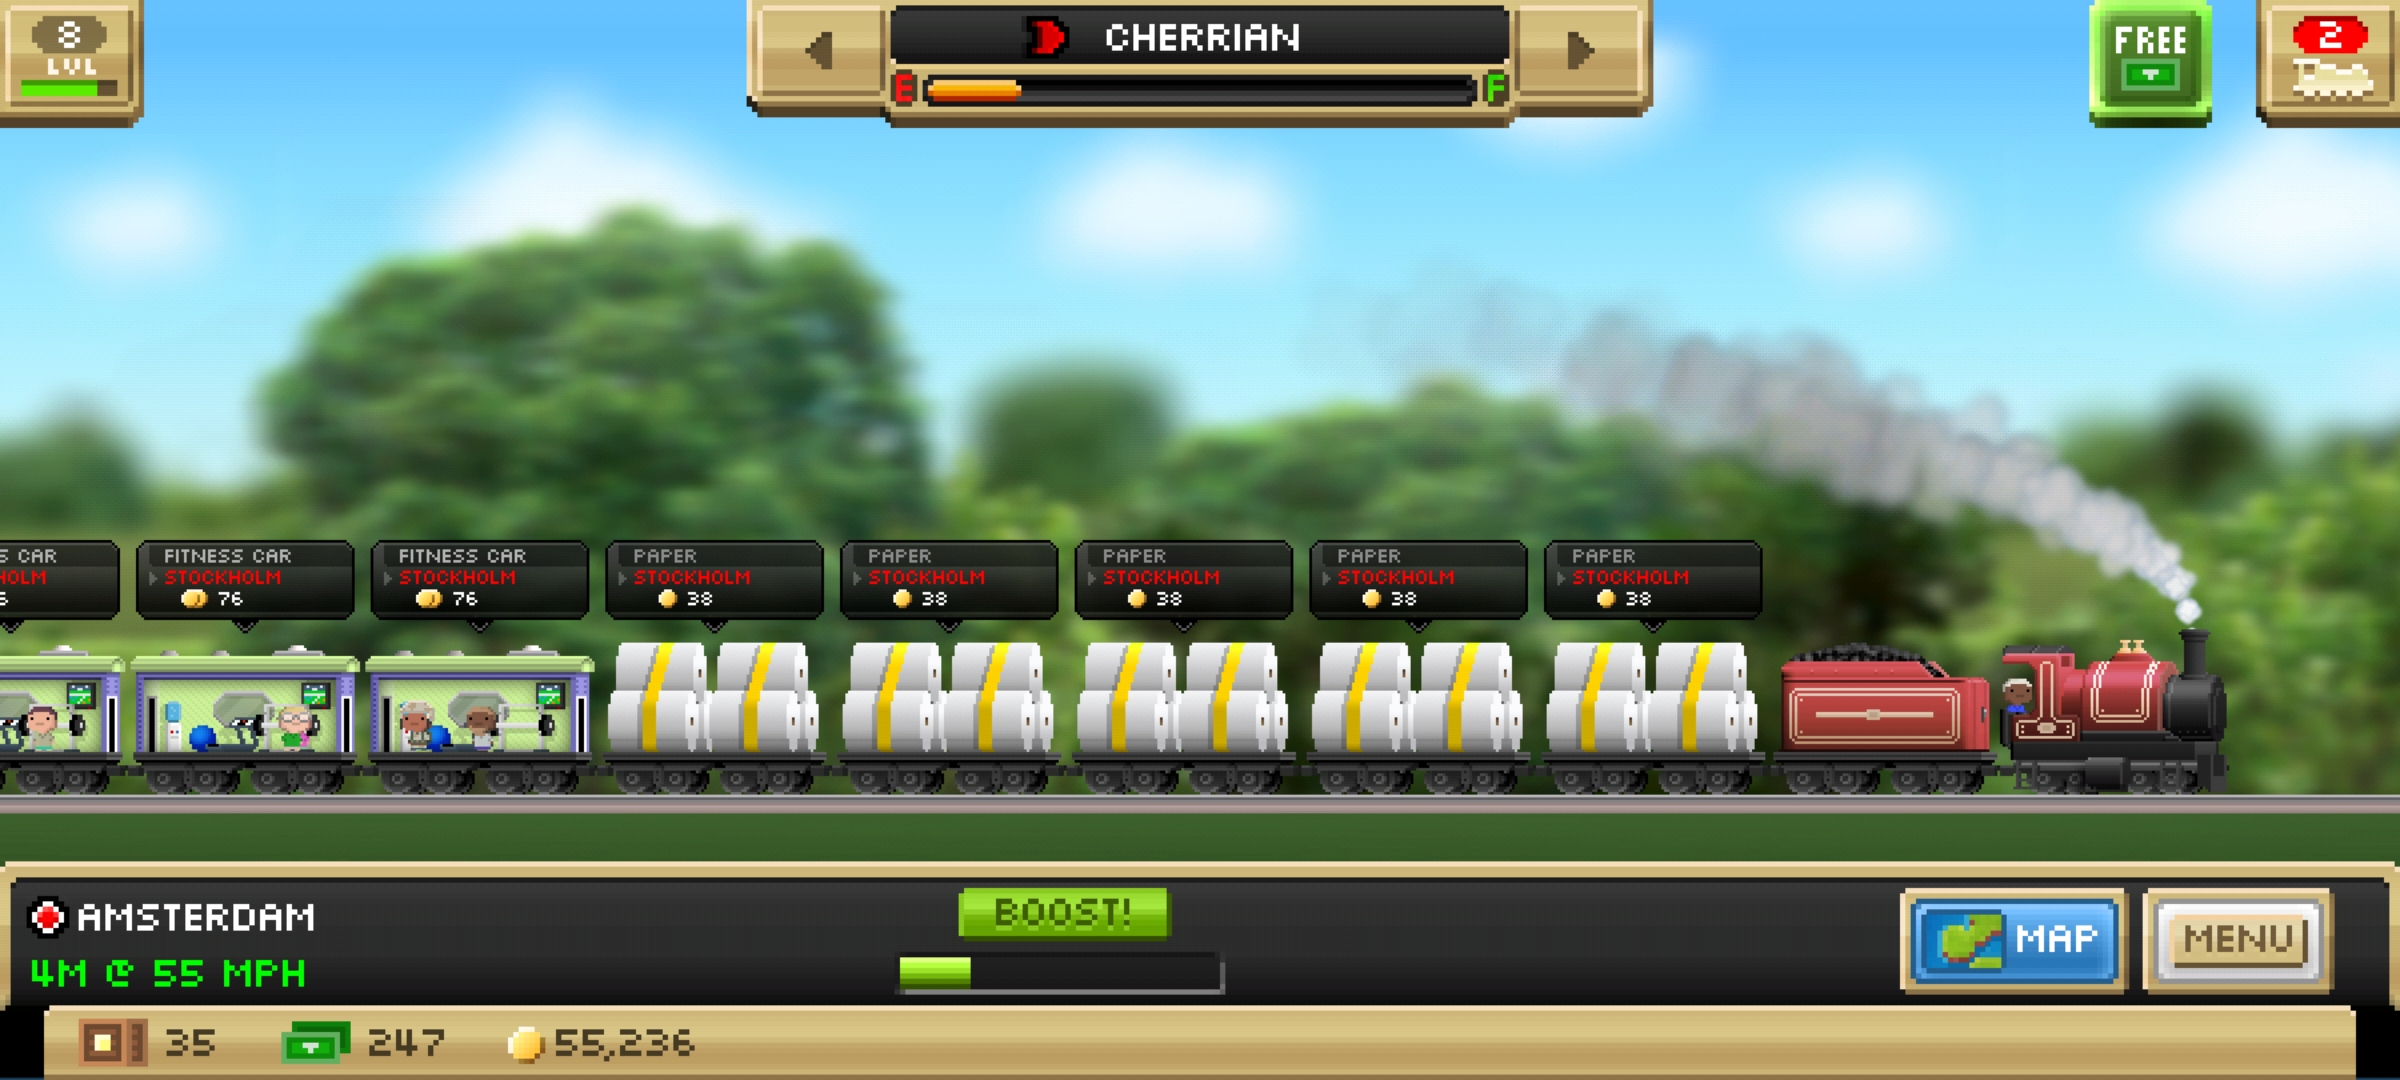 8
LVL
CHERRIAN
E F
FREE
2
S CAR
HOLM
FITNESS CAR
STOCKHOLM
76
FITNESS CAR
STOCKHOLM
76
PAPER
STOCKHOLM
38
PAPER
STOCKHOLM
38
PAPER
STOCKHOLM
38
PAPER
STOCKHOLM
38
PAPER
STOCKHOLM
38
AMSTERDAM
4M @ 55 MPH
BOOST!
MAP
MENU
35 247 55,236